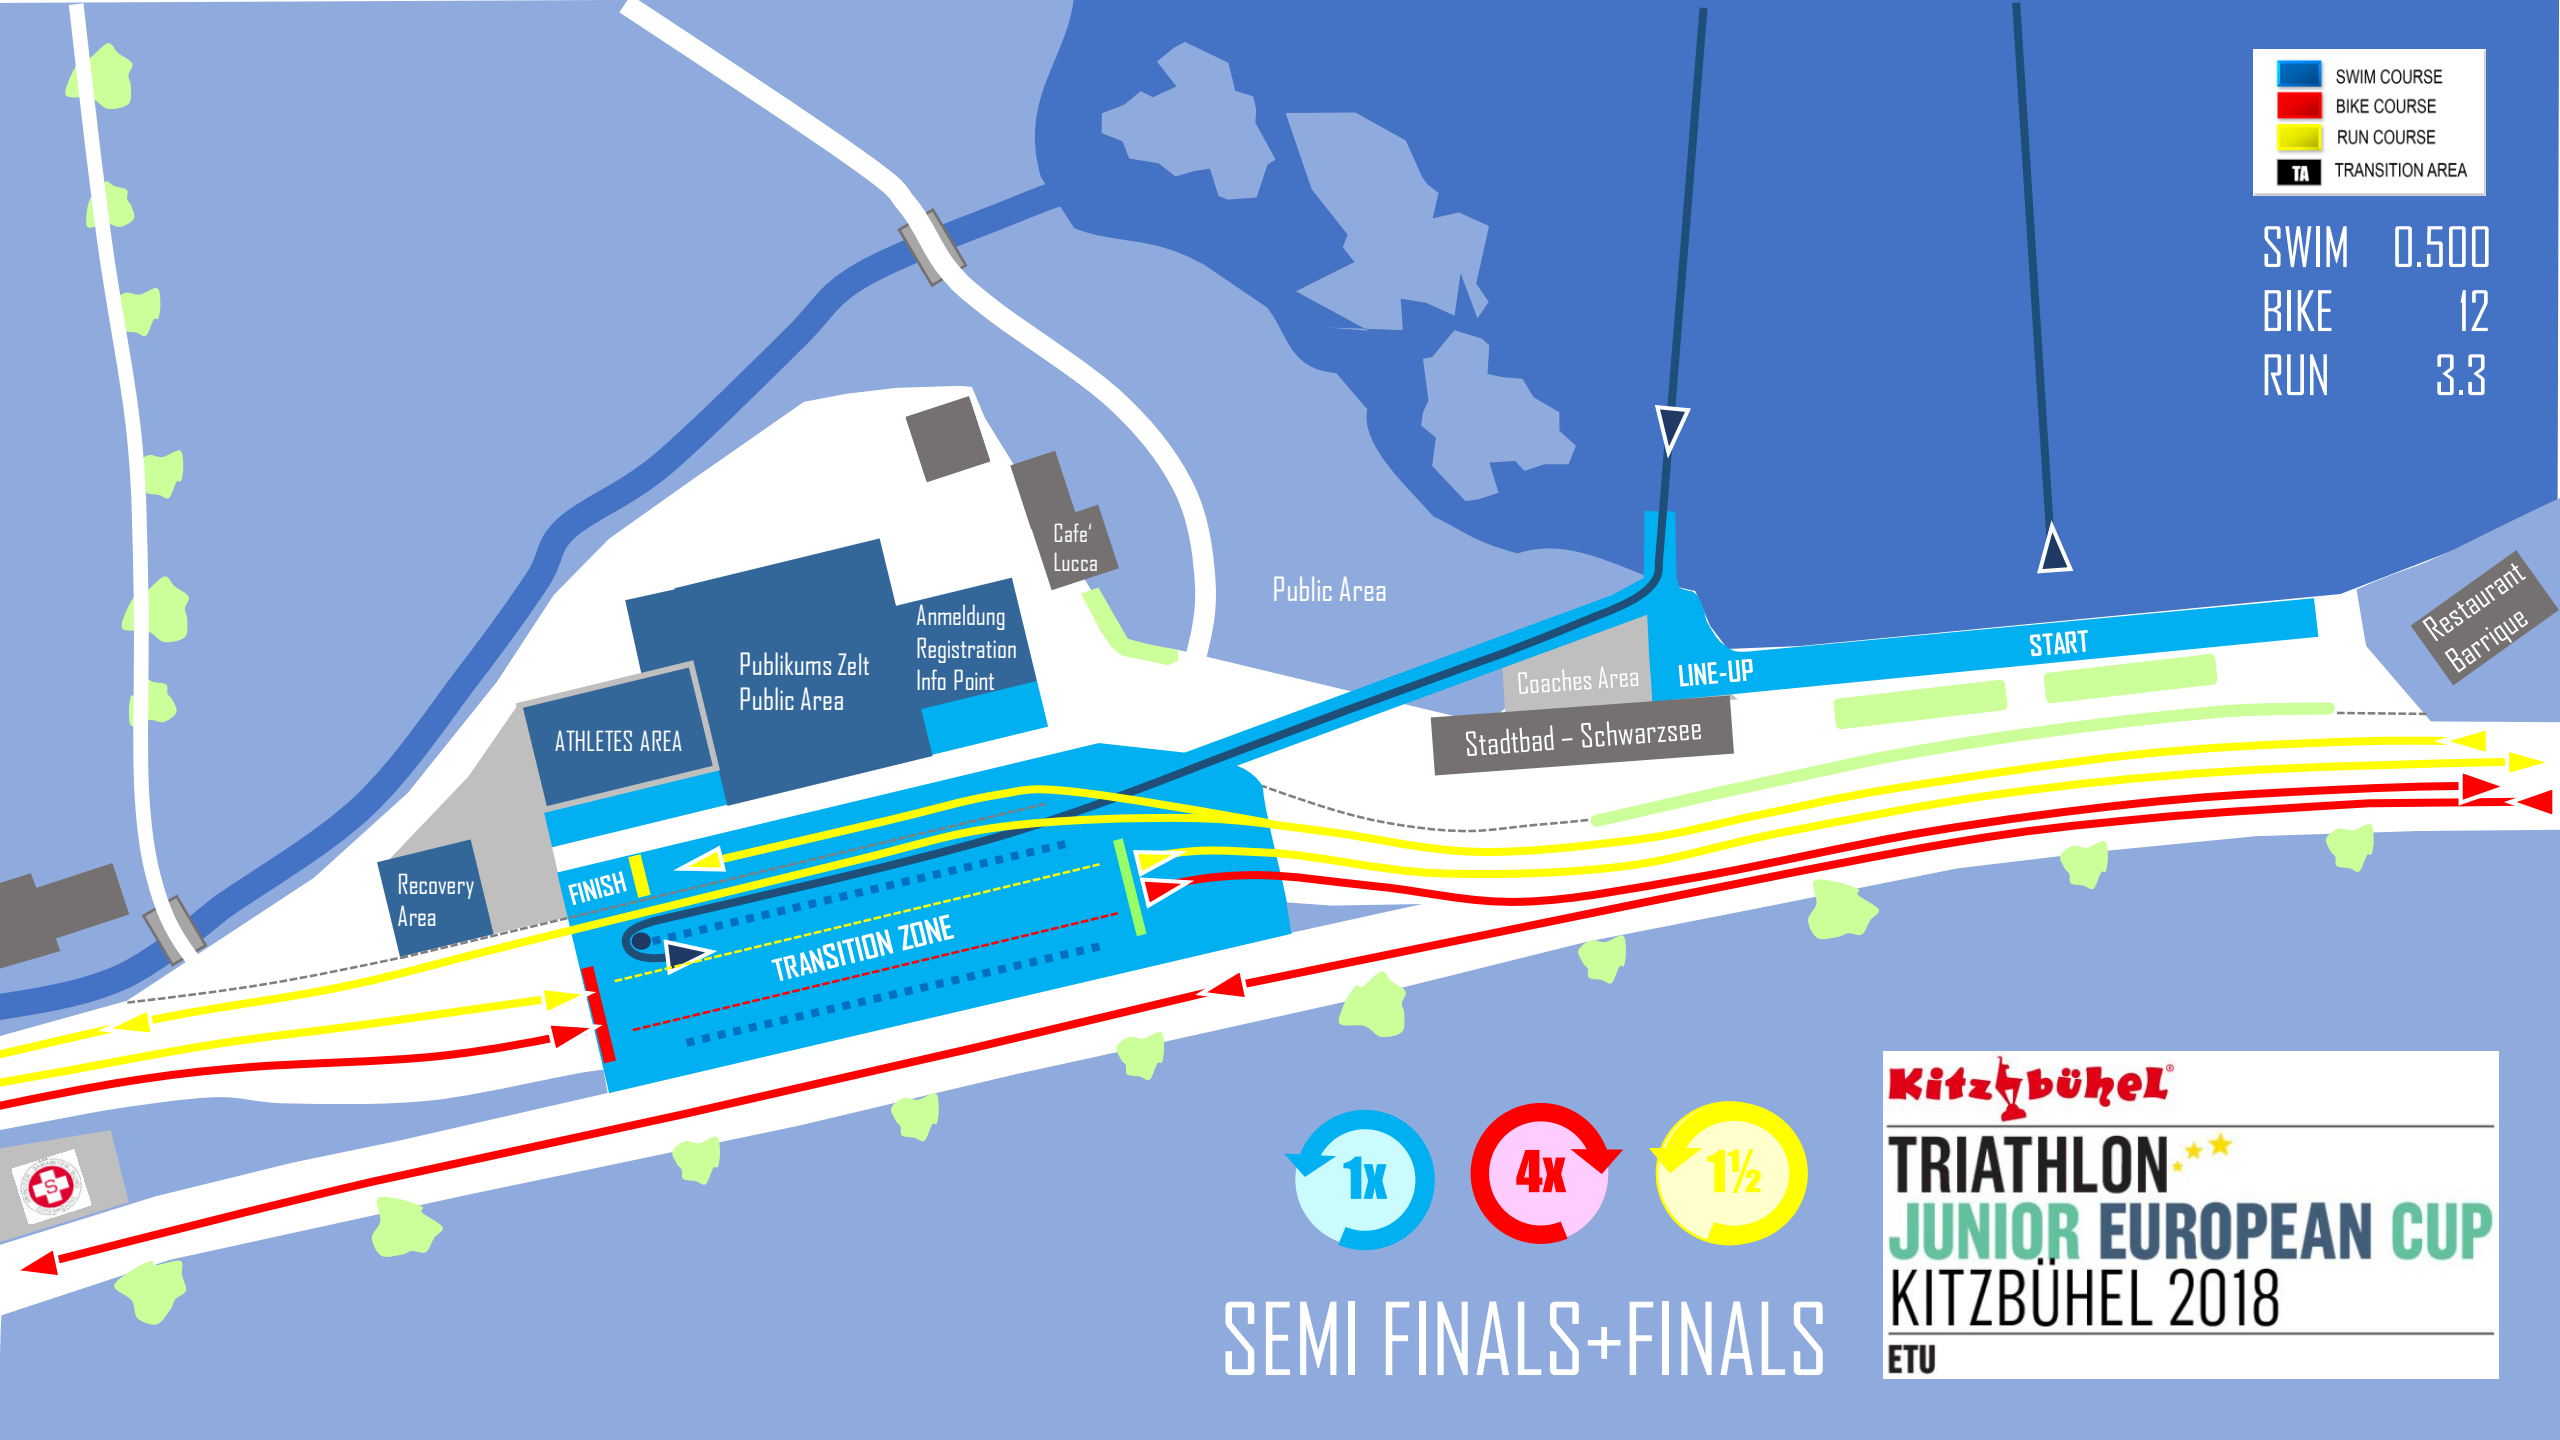 SWIM COURSE
BIKE COURSE
RUN COURSE
TA TRANSITION AREA
SWIM 0.500
BIKE 12
RUN 3.3
Cafe‘
Lucca
Public Area
Restaurant
Barrique
Anmeldung
Registration
Info Point
Publikums Zelt
Public Area
START
LINE-UP
Coaches Area
Stadtbad – Schwarzsee
ATHLETES AREA
Recovery
Area
FINISH
TRANSITION ZONE
S
1x
4x
1½
SEMI FINALS+FINALS
Kitzbühel®
TRIATHLON
JUNIOR EUROPEAN CUP
KITZBÜHEL 2018
ETU